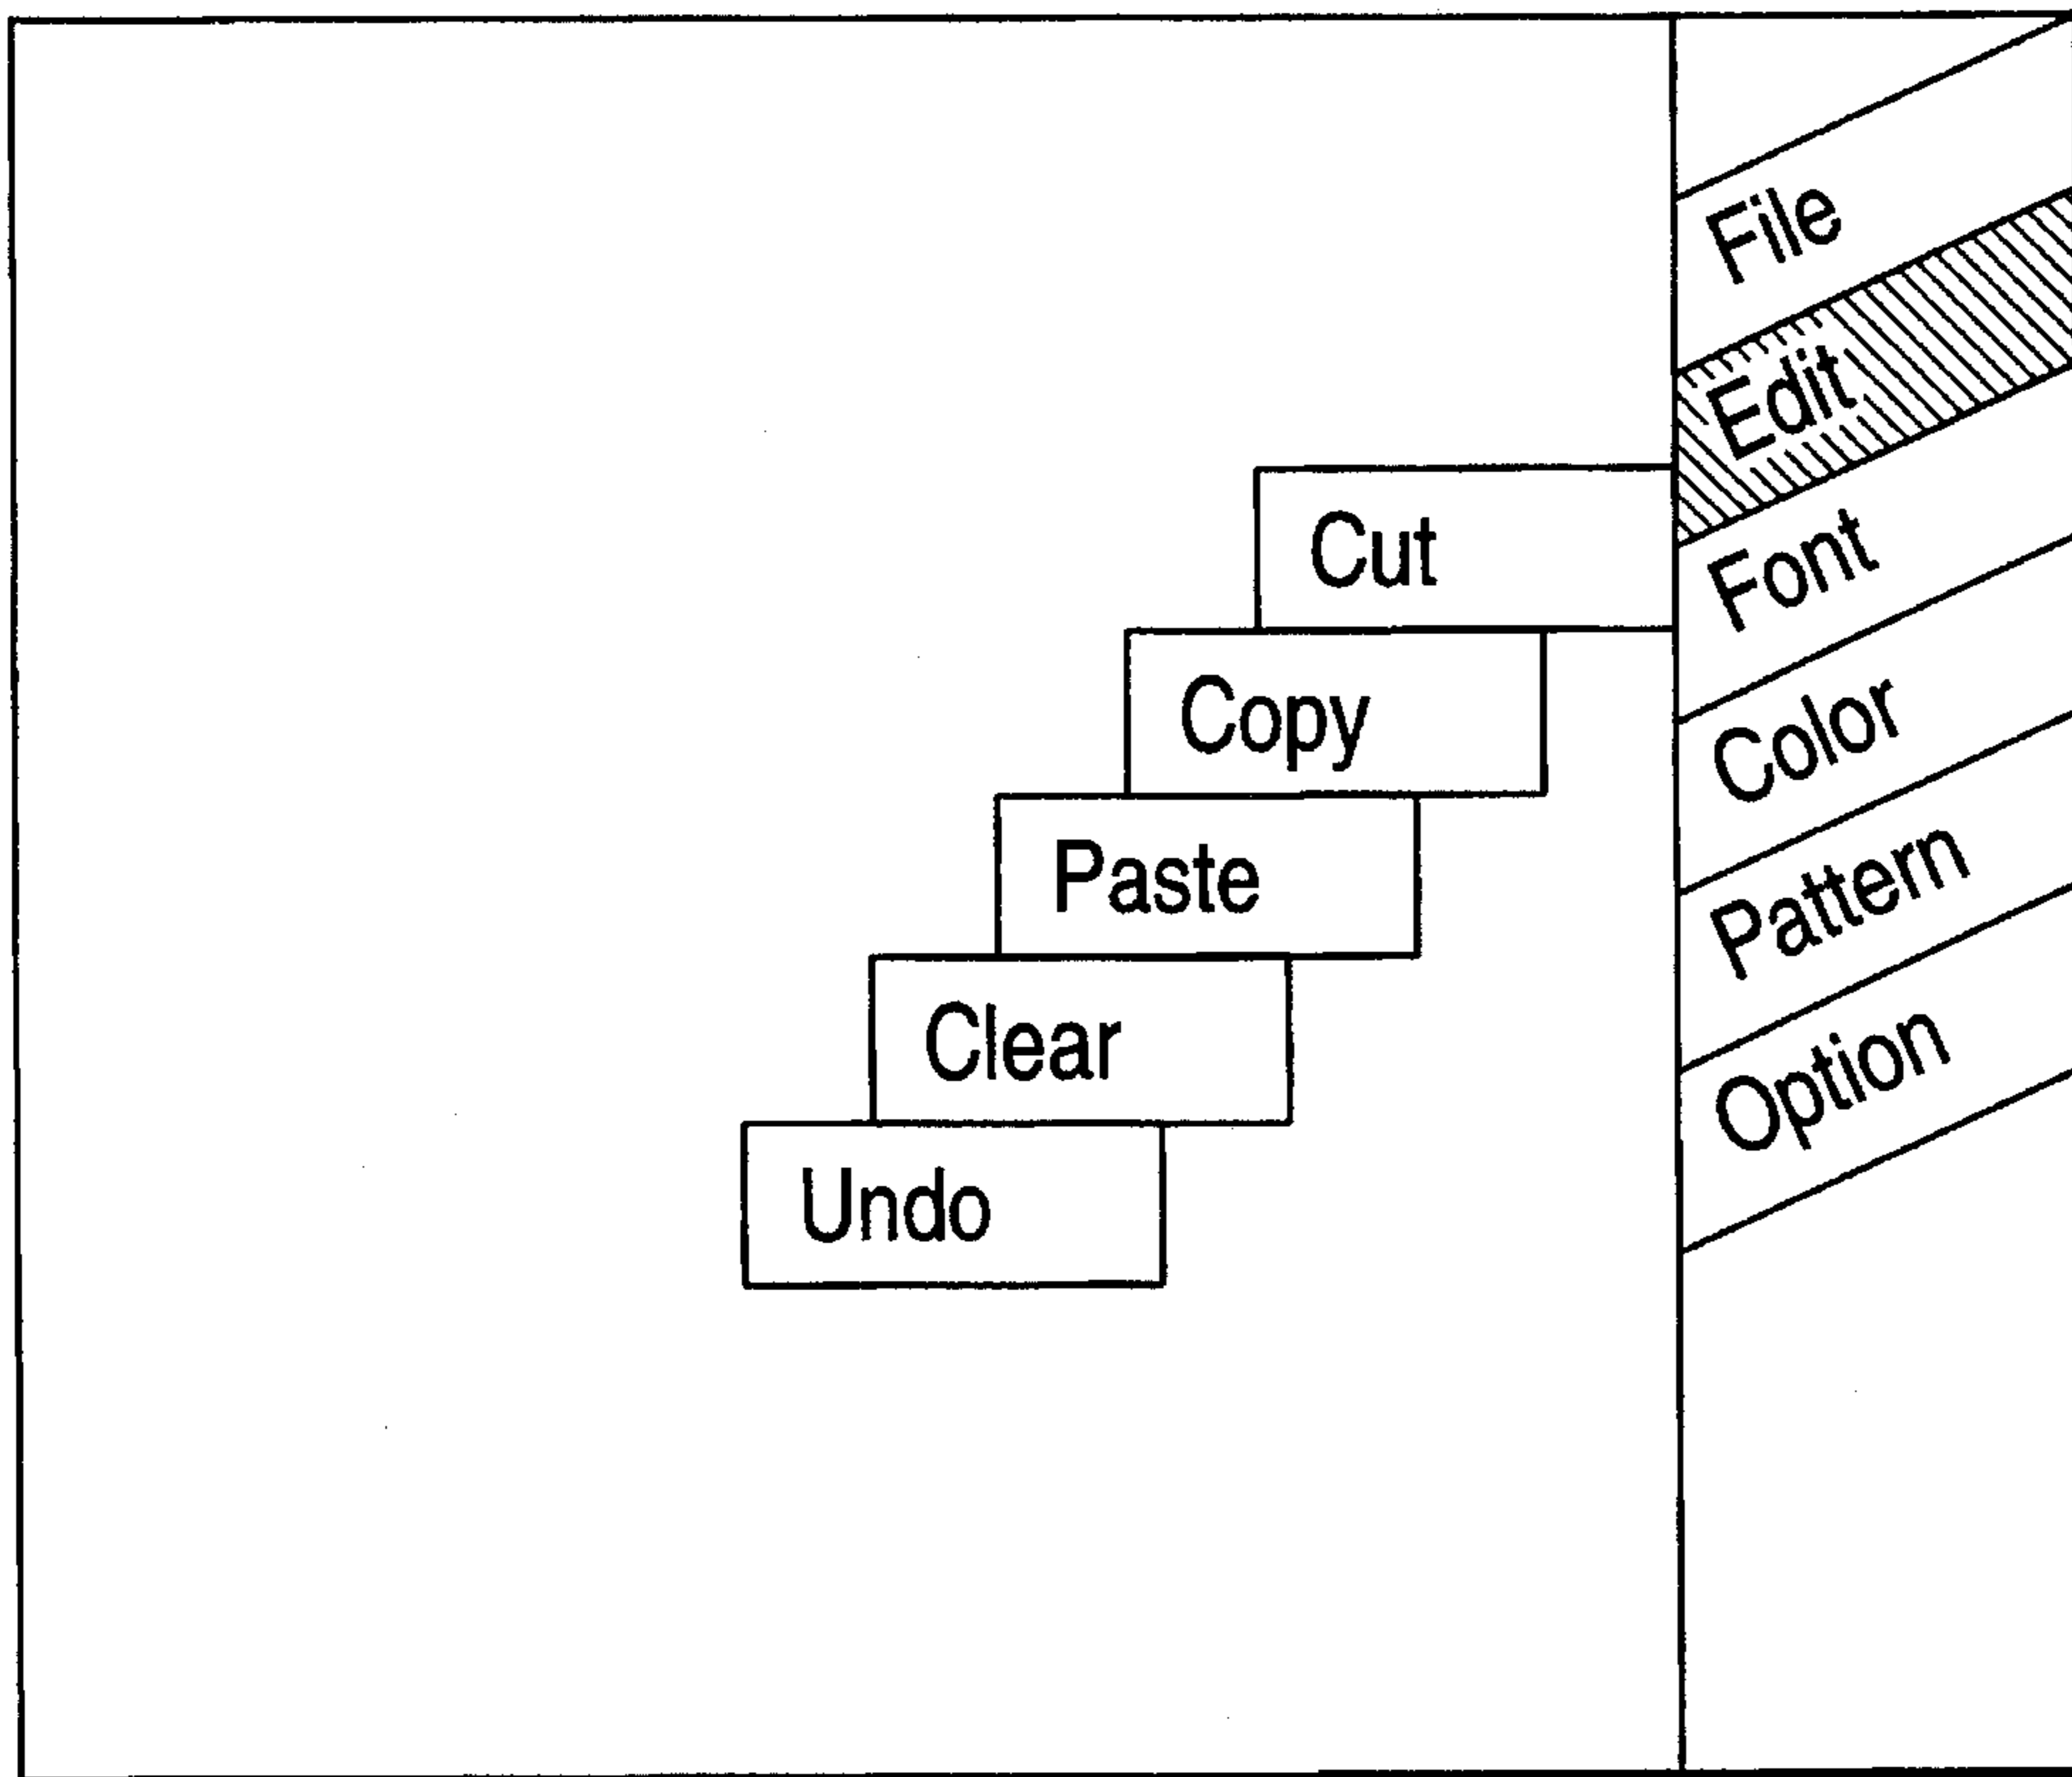 File
Edit
Font
Color
Pattern
Option
Cut
Copy
Paste
Clear
Undo